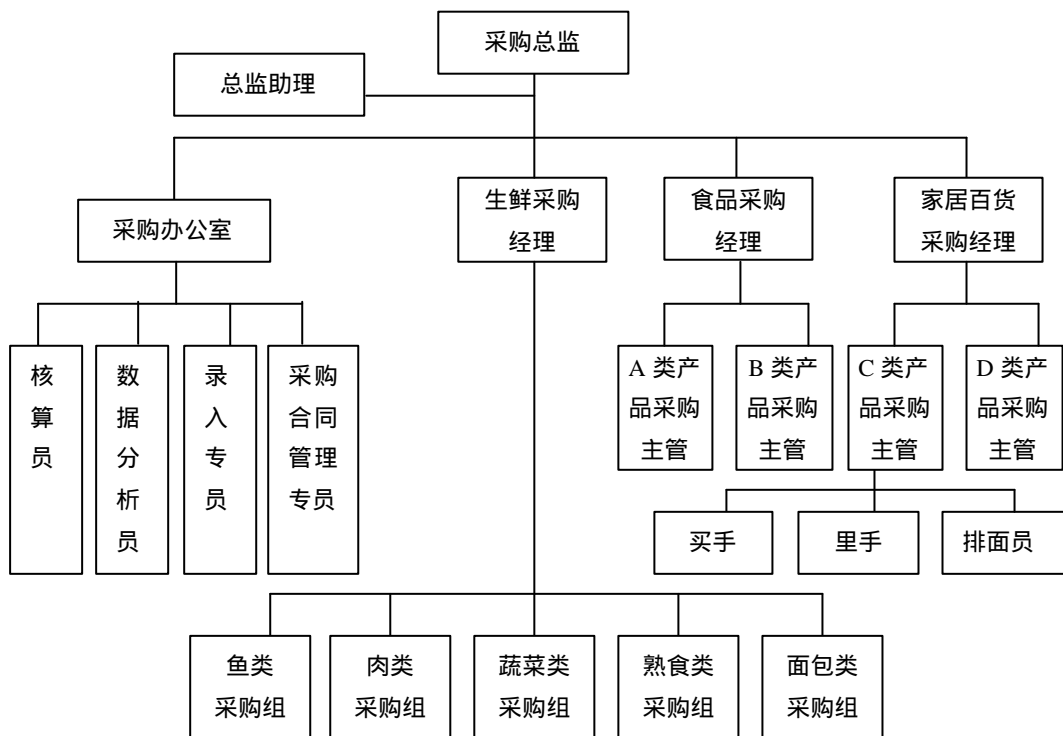 采购总监
总监助理
采购办公室
生鲜采购
经理
食品采购
经理
家居百货
采购经理
核
算
员
数
据
分
析
员
录
入
专
员
采购
合同
管理
专员
A 类产
品采购
主管
B 类产
品采购
主管
C 类产
品采购
主管
D 类产
品采购
主管
买手
里手
排面员
鱼类
采购组
肉类
采购组
蔬菜类
采购组
熟食类
采购组
面包类
采购组